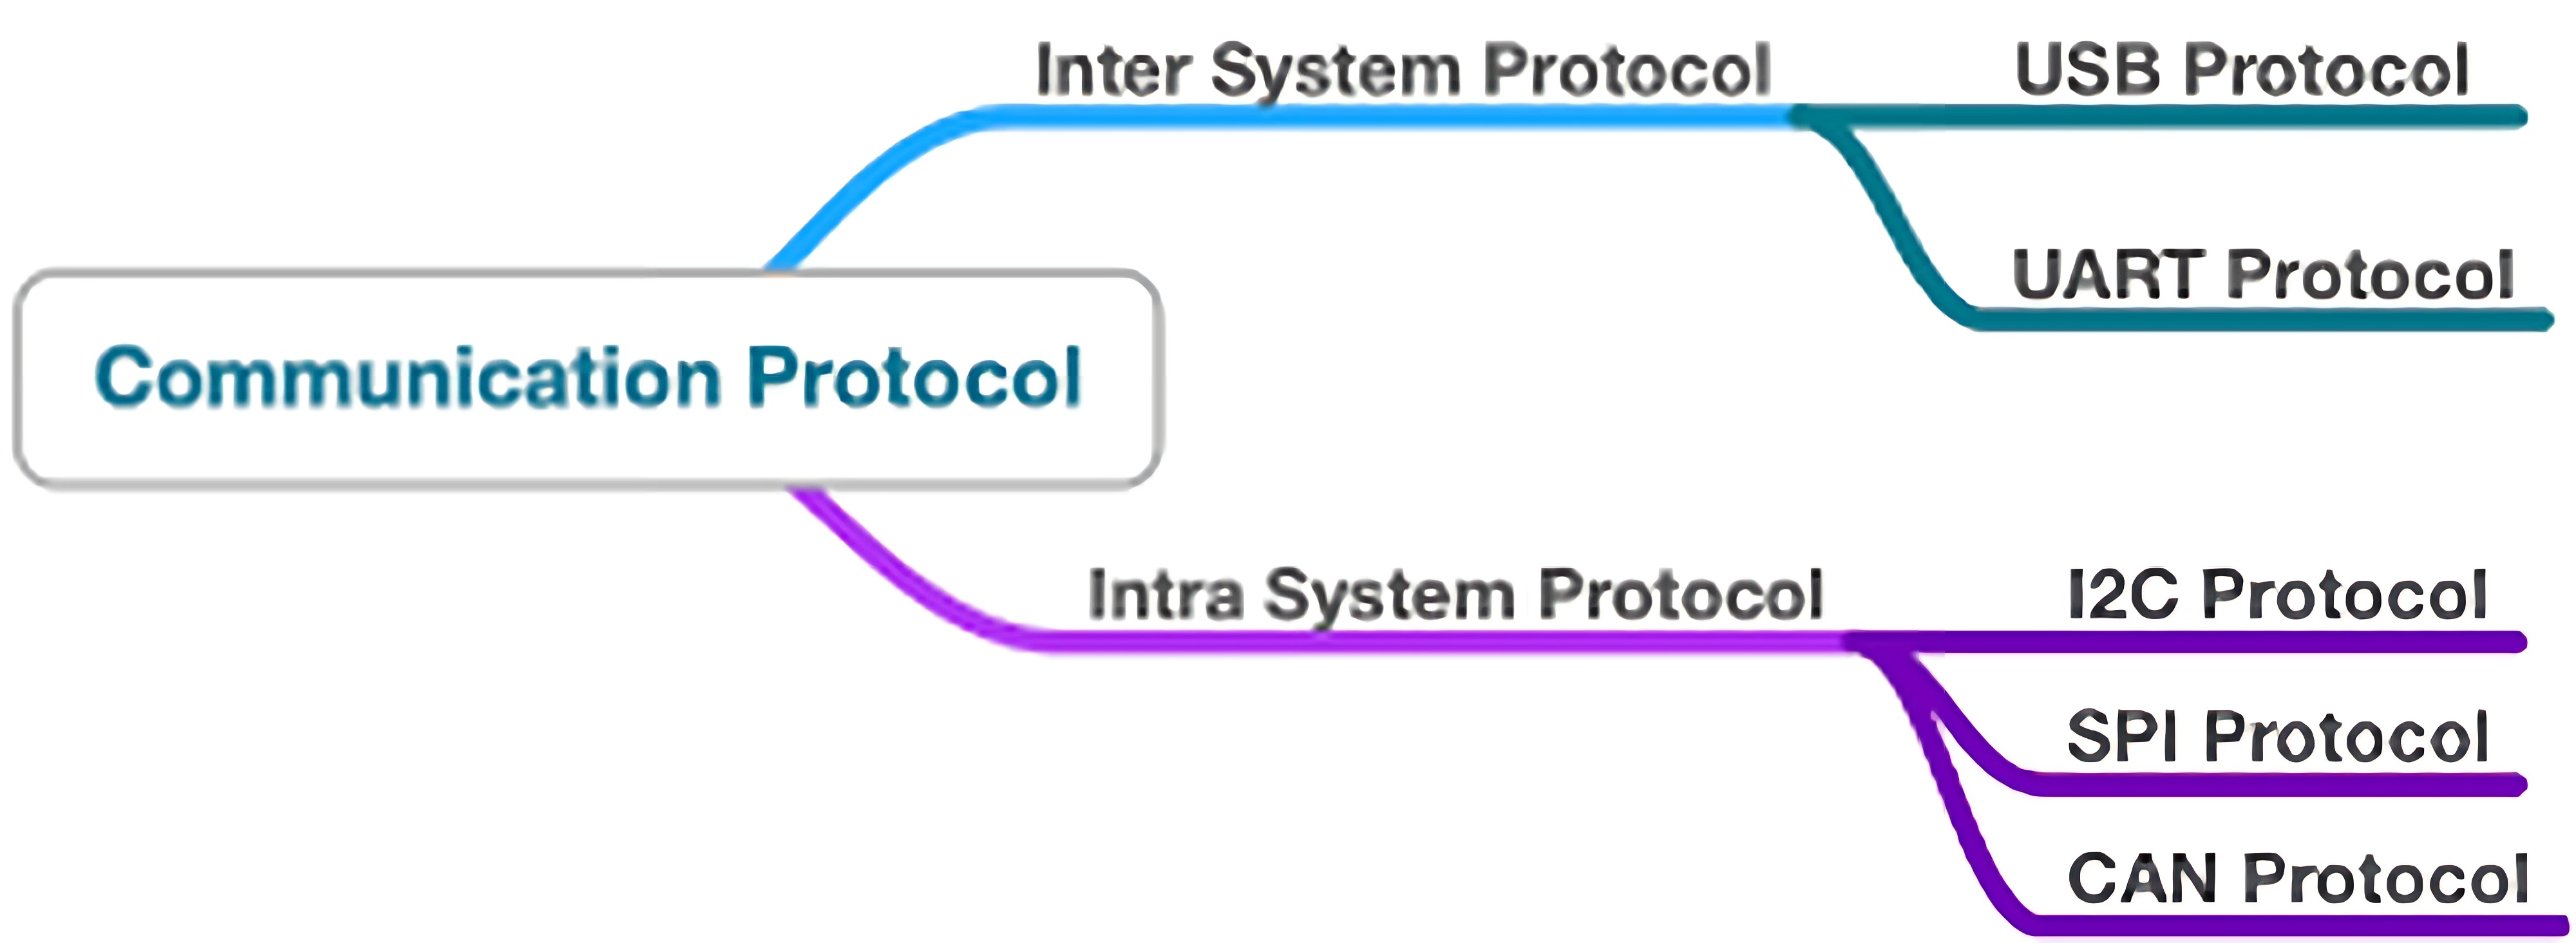 Inter System Protocol
USB Protocol
UART Protocol
Communication Protocol
Intra System Protocol
I2C Protocol
SPI Protocol
CAN Protocol